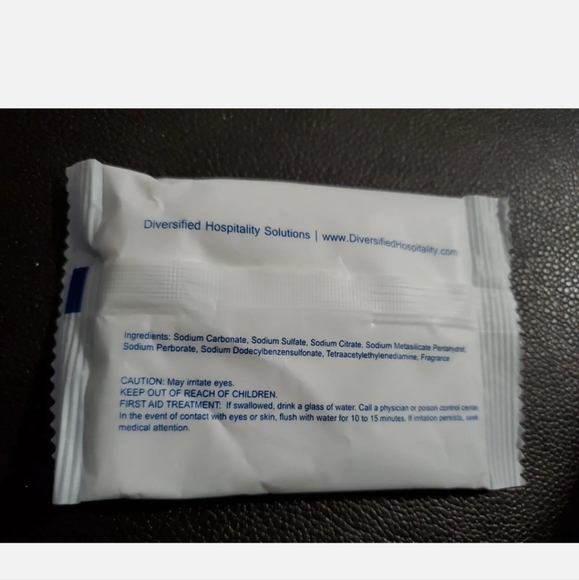 Diversified Hospitality Solutions | www.DiversifiedHospitality.com
Ingredients: Sodium Carbonate, Sodium Sulfate, Sodium Citrate, Sodium Metasilicate Pentahydrat,
Sodium Perborate, Sodium Dodecylbenzensulfonate, Tetraacetylethylenediamine, Fragrance
CAUTION: May irritate eyes.
KEEP OUT OF REACH OF CHILDREN.
FIRST AID TREATMENT: If swallowed, drink a glass of water. Call a physician or poison control center.
In the event of contact with eyes or skin, flush with water for 10 to 15 minutes. If irritation persists, seek
medical attention.